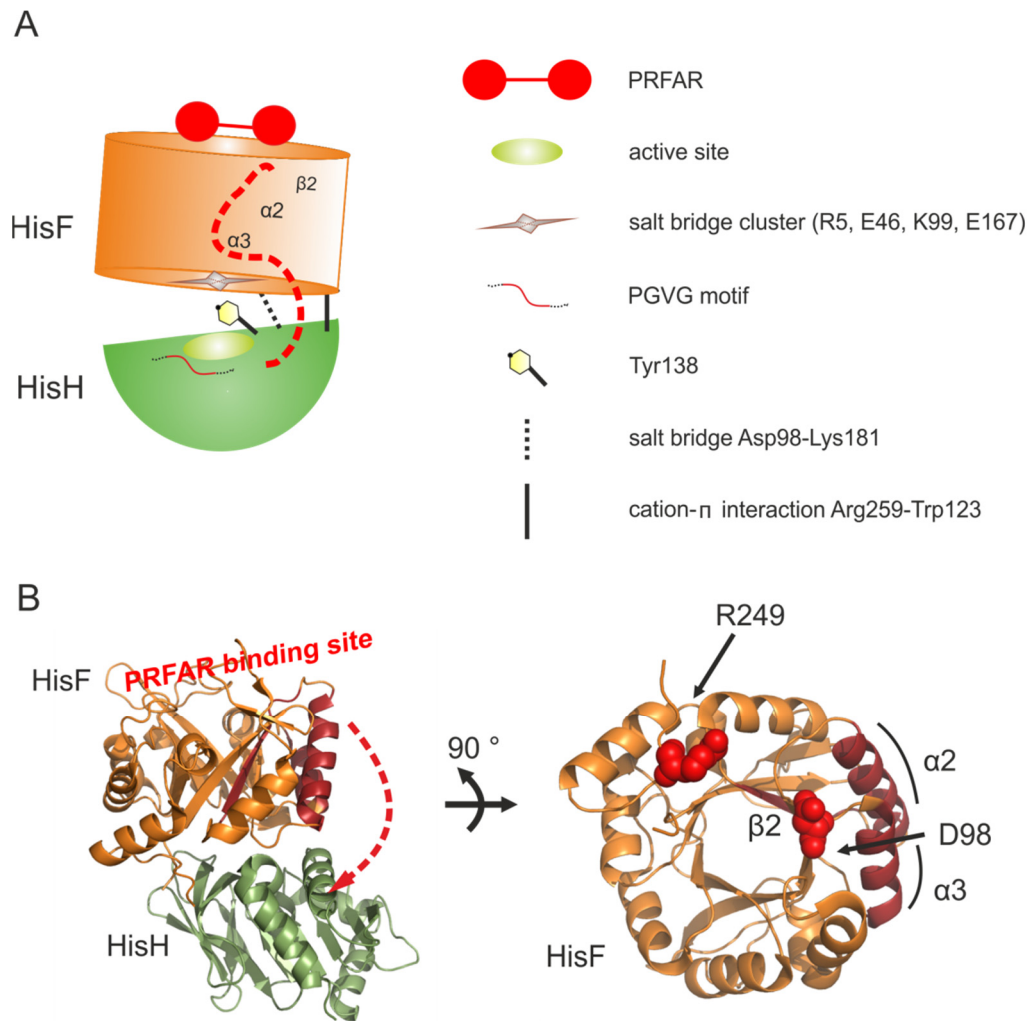 A
HisF
β2
α2
α3
HisH
PRFAR
active site
salt bridge cluster (R5, E46, K99, E167)
PGVG motif
Tyr138
salt bridge Asp98-Lys181
cation-π interaction Arg259-Trp123
B
HisF
PRFAR binding site
HisH
90 °
R249
α2
β2
D98
α3
HisF